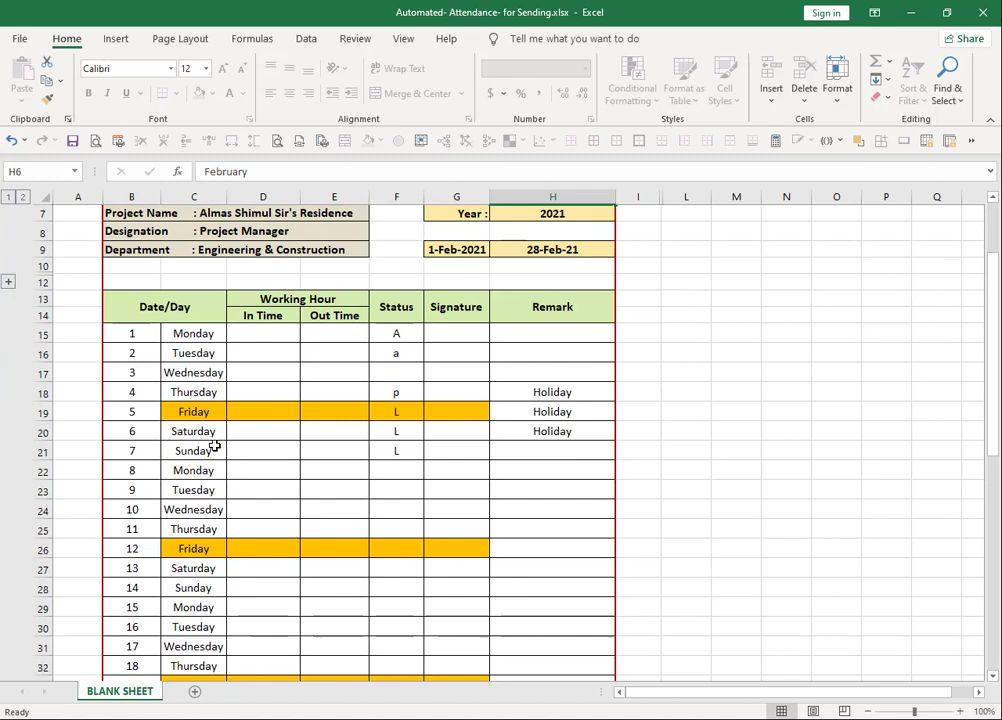 Automated- Attendance- for Sending.xlsx - Excel
Sign in
File Home Insert Page Layout Formulas Data Review View Help Tell me what you want to do Share
Paste
Clipboard
Calibri 12
B I U
Font
Wrap Text
Merge & Center
Alignment
$ % ,
Number
Conditional Formatting
Format as Table
Cell Styles
Styles
Insert Delete Format
Cells
Sort & Filter
Find & Select
Editing
H6 fx February
1 2
A B C D E F G H I L M N O P Q
7 Project Name : Almas Shimul Sir's Residence Year : 2021
8 Designation : Project Manager
9 Department : Engineering & Construction 1-Feb-2021 28-Feb-21
10
12
13 Date/Day Working Hour Status Signature Remark
14 In Time Out Time
15 1 Monday A
16 2 Tuesday a
17 3 Wednesday
18 4 Thursday p Holiday
19 5 Friday L Holiday
20 6 Saturday L Holiday
21 7 Sunday L
22 8 Monday
23 9 Tuesday
24 10 Wednesday
25 11 Thursday
26 12 Friday
27 13 Saturday
28 14 Sunday
29 15 Monday
30 16 Tuesday
31 17 Wednesday
32 18 Thursday
BLANK SHEET
Ready 100%